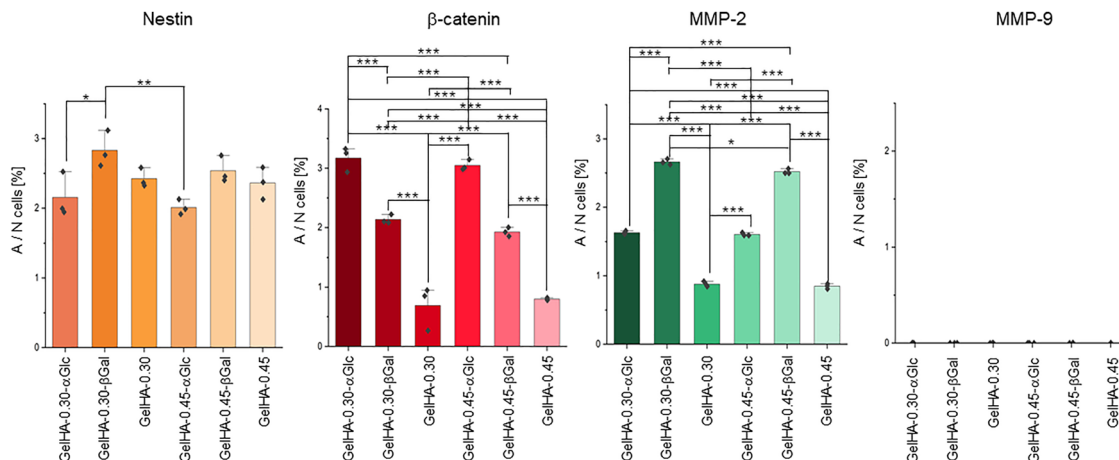 Nestin
A / N cells [%]
3
2
1
0
*
**
GelHA-0.30-αGlc
GelHA-0.30-βGal
GelHA-0.30
GelHA-0.45-αGlc
GelHA-0.45-βGal
GelHA-0.45
β-catenin
A / N cells [%]
4
3
2
1
0
***
***
***
***
***
***
***
***
***
***
***
***
***
GelHA-0.30-αGlc
GelHA-0.30-βGal
GelHA-0.30
GelHA-0.45-αGlc
GelHA-0.45-βGal
GelHA-0.45
MMP-2
A / N cells [%]
3
2
1
0
***
***
***
***
***
***
***
***
***
***
***
***
*
***
GelHA-0.30-αGlc
GelHA-0.30-βGal
GelHA-0.30
GelHA-0.45-αGlc
GelHA-0.45-βGal
GelHA-0.45
MMP-9
A / N cells [%]
2
1
0
GelHA-0.30-αGlc
GelHA-0.30-βGal
GelHA-0.30
GelHA-0.45-αGlc
GelHA-0.45-βGal
GelHA-0.45